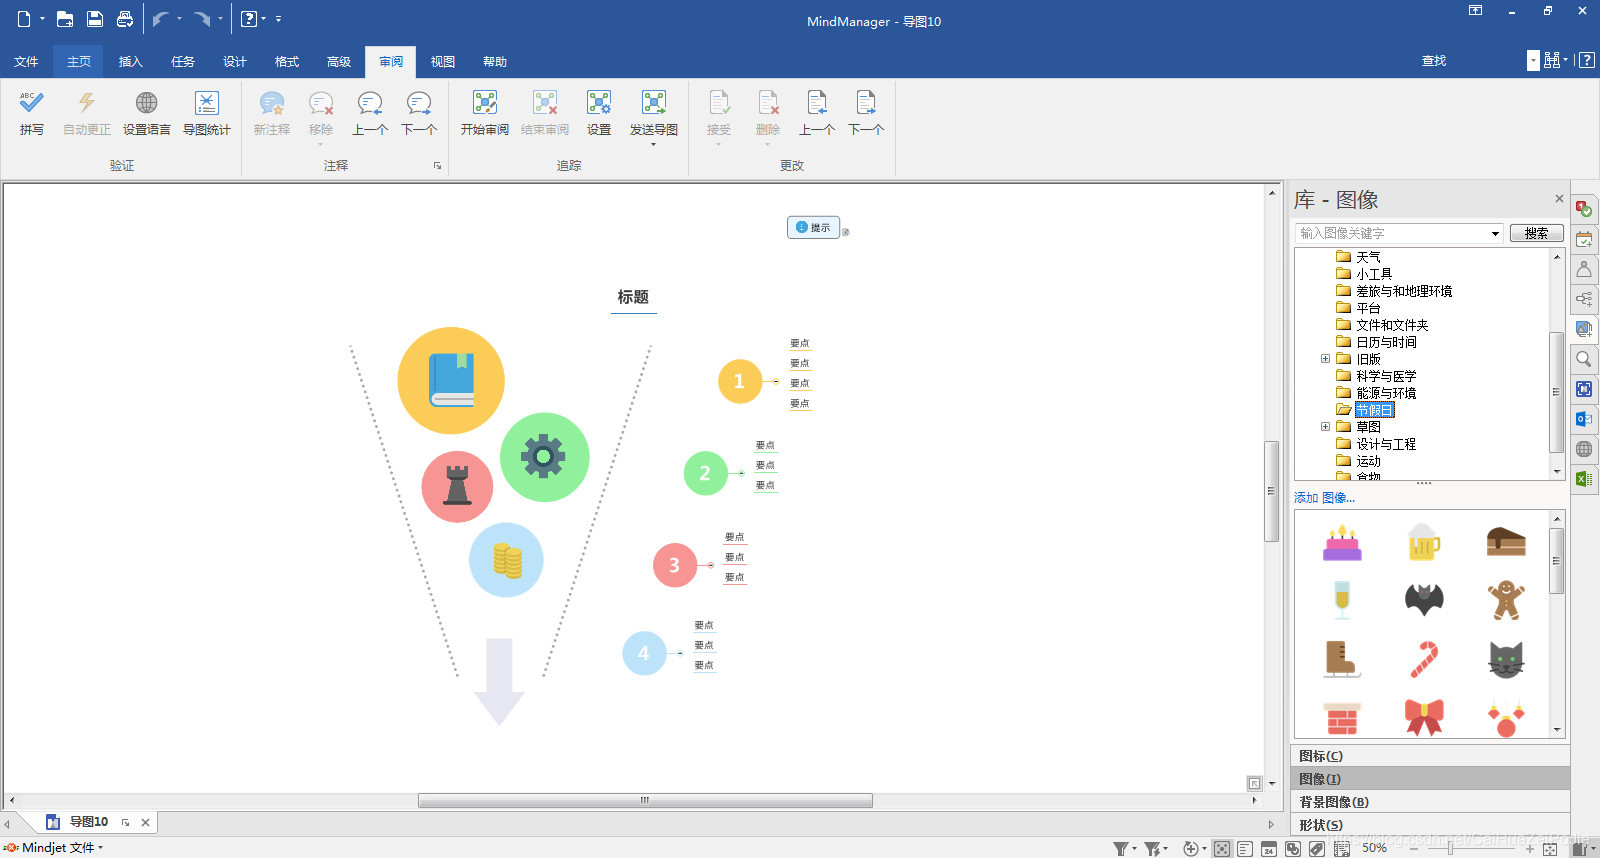 MindManager - 导图10
文件 主页 插入 任务 设计 格式 高级 审阅 视图 帮助 查找
ABC
拼写 自动更正 设置语言 导图统计 新注释 移除 上一个 下一个 开始审阅 结束审阅 设置 发送导图 接受 删除 上一个 下一个
验证 注释 追踪 更改
提示
标题
1
要点
要点
要点
要点
2
要点
要点
要点
3
要点
要点
要点
4
要点
要点
要点
库 - 图像
输入图像关键字 搜索
天气
小工具
差旅与和地理环境
平台
文件和文件夹
日历与时间
旧版
科学与医学
能源与环境
节假日
草图
设计与工程
运动
食物
添加 图像...
图标(C)
图像(I)
背景图像(B)
形状(S)
导图10
Mindjet 文件
24
50%